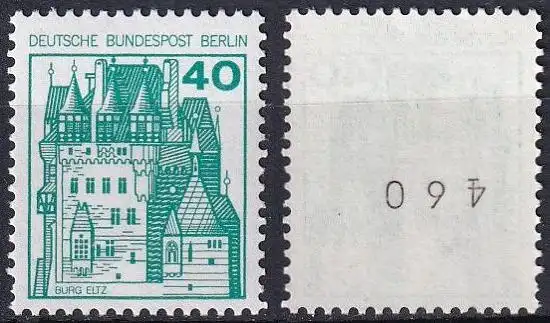 DEUTSCHE BUNDESPOST BERLIN
40
BURG ELTZ
460